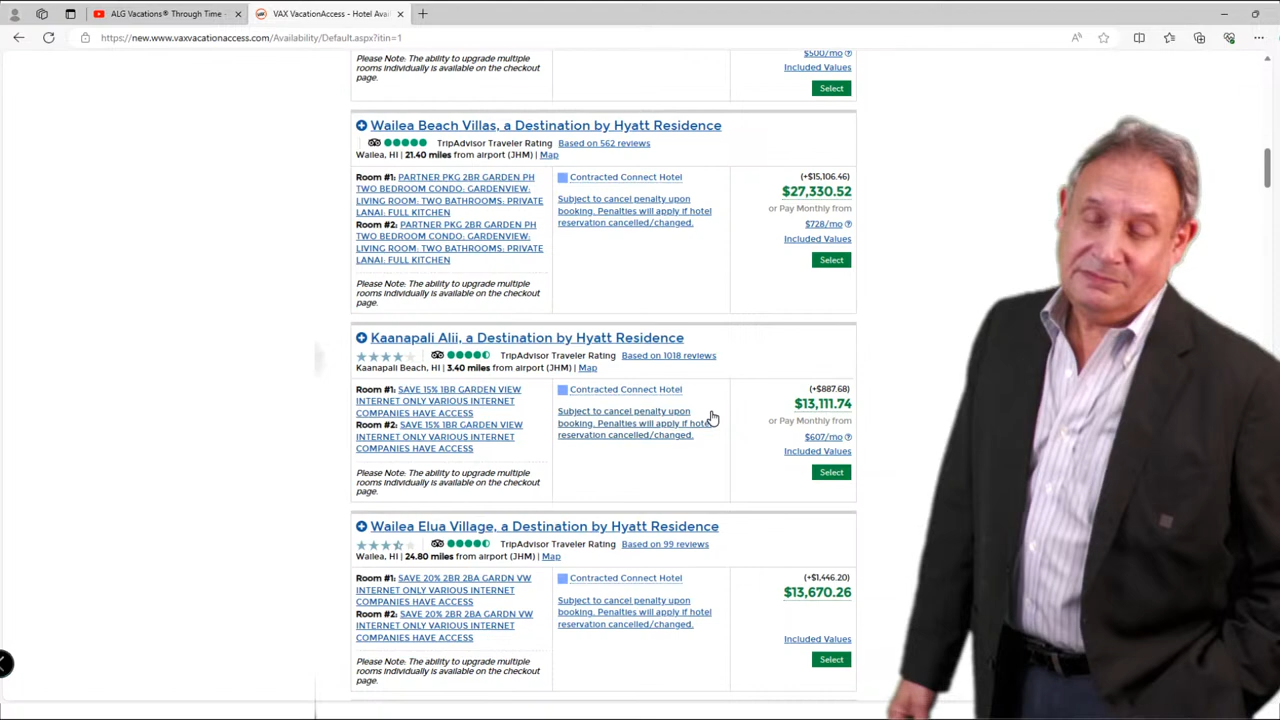 ALG Vacations® Through Time -
VAX VacationAccess - Hotel Avai
https://new.www.vaxvacationaccess.com/Availability/Default.aspx?itin=1
Please Note: The ability to upgrade multiple
rooms individually is available on the checkout
page.
$500/mo
Included Values
Select
Wailea Beach Villas, a Destination by Hyatt Residence
TripAdvisor Traveler Rating Based on 562 reviews
Wailea, HI | 21.40 miles from airport (JHM) | Map
Room #1: PARTNER PKG 2BR GARDEN PH
TWO BEDROOM CONDO: GARDENVIEW:
LIVING ROOM: TWO BATHROOMS: PRIVATE
LANAI: FULL KITCHEN
Room #2: PARTNER PKG 2BR GARDEN PH
TWO BEDROOM CONDO: GARDENVIEW:
LIVING ROOM: TWO BATHROOMS: PRIVATE
LANAI: FULL KITCHEN
Please Note: The ability to upgrade multiple
rooms individually is available on the checkout
page.
Contracted Connect Hotel
Subject to cancel penalty upon
booking. Penalties will apply if hotel
reservation cancelled/changed.
(+$15,106.46)
$27,330.52
or Pay Monthly from
$728/mo
Included Values
Select
Kaanapali Alii, a Destination by Hyatt Residence
TripAdvisor Traveler Rating Based on 1018 reviews
Kaanapali Beach, HI | 3.40 miles from airport (JHM) | Map
Room #1: SAVE 15% 1BR GARDEN VIEW
INTERNET ONLY VARIOUS INTERNET
COMPANIES HAVE ACCESS
Room #2: SAVE 15% 1BR GARDEN VIEW
INTERNET ONLY VARIOUS INTERNET
COMPANIES HAVE ACCESS
Please Note: The ability to upgrade multiple
rooms individually is available on the checkout
page.
Contracted Connect Hotel
Subject to cancel penalty upon
booking. Penalties will apply if hotel
reservation cancelled/changed.
(+$887.68)
$13,111.74
or Pay Monthly from
$607/mo
Included Values
Select
Wailea Elua Village, a Destination by Hyatt Residence
TripAdvisor Traveler Rating Based on 99 reviews
Wailea, HI | 24.80 miles from airport (JHM) | Map
Room #1: SAVE 20% 2BR 2BA GARDN VW
INTERNET ONLY VARIOUS INTERNET
COMPANIES HAVE ACCESS
Room #2: SAVE 20% 2BR 2BA GARDN VW
INTERNET ONLY VARIOUS INTERNET
COMPANIES HAVE ACCESS
Please Note: The ability to upgrade multiple
rooms individually is available on the checkout
page.
Contracted Connect Hotel
Subject to cancel penalty upon
booking. Penalties will apply if hotel
reservation cancelled/changed.
(+$1,446.20)
$13,670.26
Included Values
Select